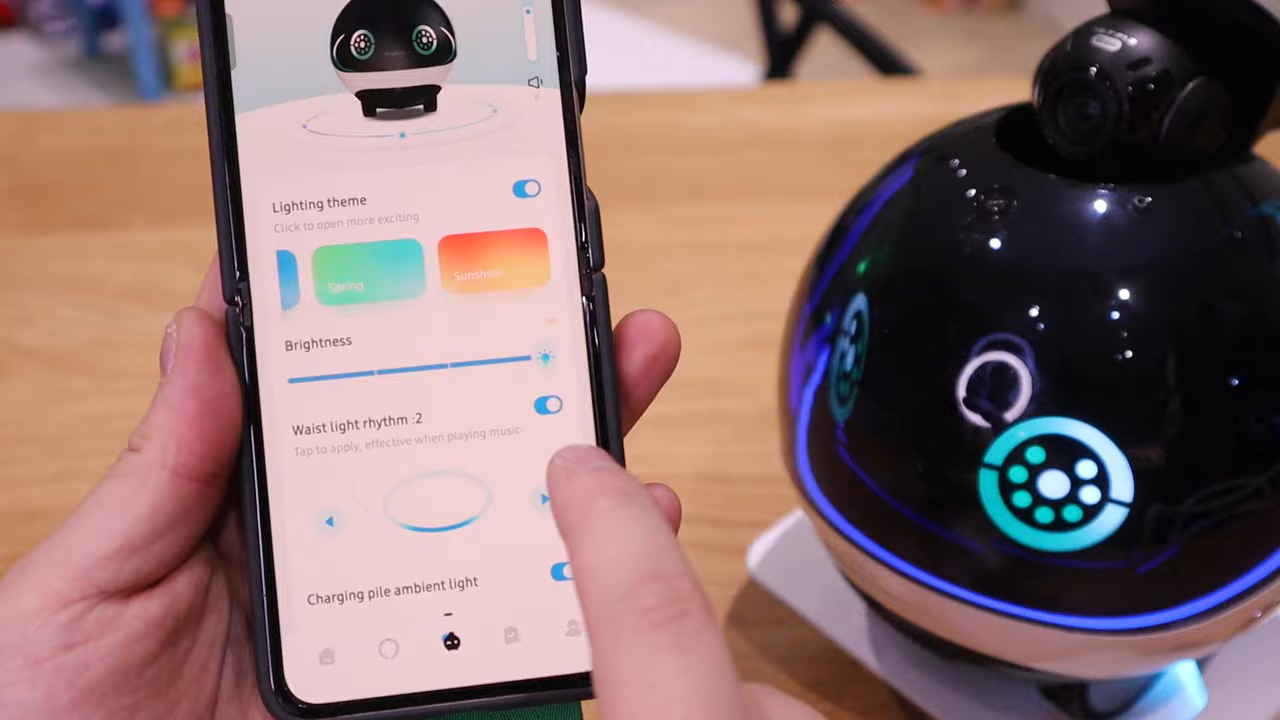 Lighting theme
Click to open more exciting
Spring
Sunshine
Brightness
Waist light rhythm :2
Tap to apply, effective when playing music
Charging pile ambient light